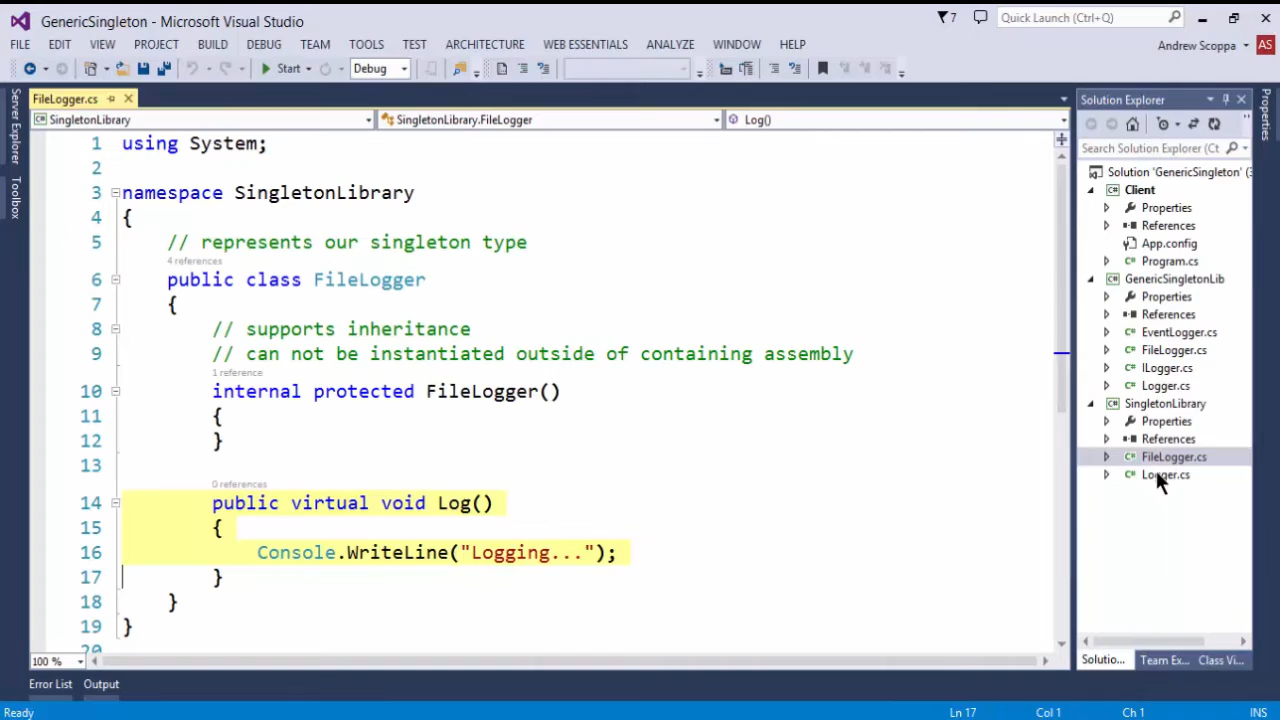 GenericSingleton - Microsoft Visual Studio
7
Quick Launch (Ctrl+Q)
FILE EDIT VIEW PROJECT BUILD DEBUG TEAM TOOLS TEST ARCHITECTURE WEB ESSENTIALS ANALYZE WINDOW HELP
Andrew Scoppa AS
Start Debug
Server Explorer
Toolbox
FileLogger.cs
SingletonLibrary SingletonLibrary.FileLogger Log()
1 using System;
2
3 namespace SingletonLibrary
4 {
5 // represents our singleton type
4 references
6 public class FileLogger
7 {
8 // supports inheritance
9 // can not be instantiated outside of containing assembly
1 reference
10 internal protected FileLogger()
11 {
12 }
13
0 references
14 public virtual void Log()
15 {
16 Console.WriteLine("Logging...");
17 }
18 }
19 }
20
100 %
Solution Explorer
Search Solution Explorer (Ct
Solution 'GenericSingleton' (3
C# Client
Properties
References
App.config
C# Program.cs
C# GenericSingletonLib
Properties
References
C# EventLogger.cs
C# FileLogger.cs
C# ILogger.cs
C# Logger.cs
C# SingletonLibrary
Properties
References
C# FileLogger.cs
C# Logger.cs
Solutio... Team Ex... Class Vi...
Properties
Error List Output
Ready Ln 17 Col 1 Ch 1 INS